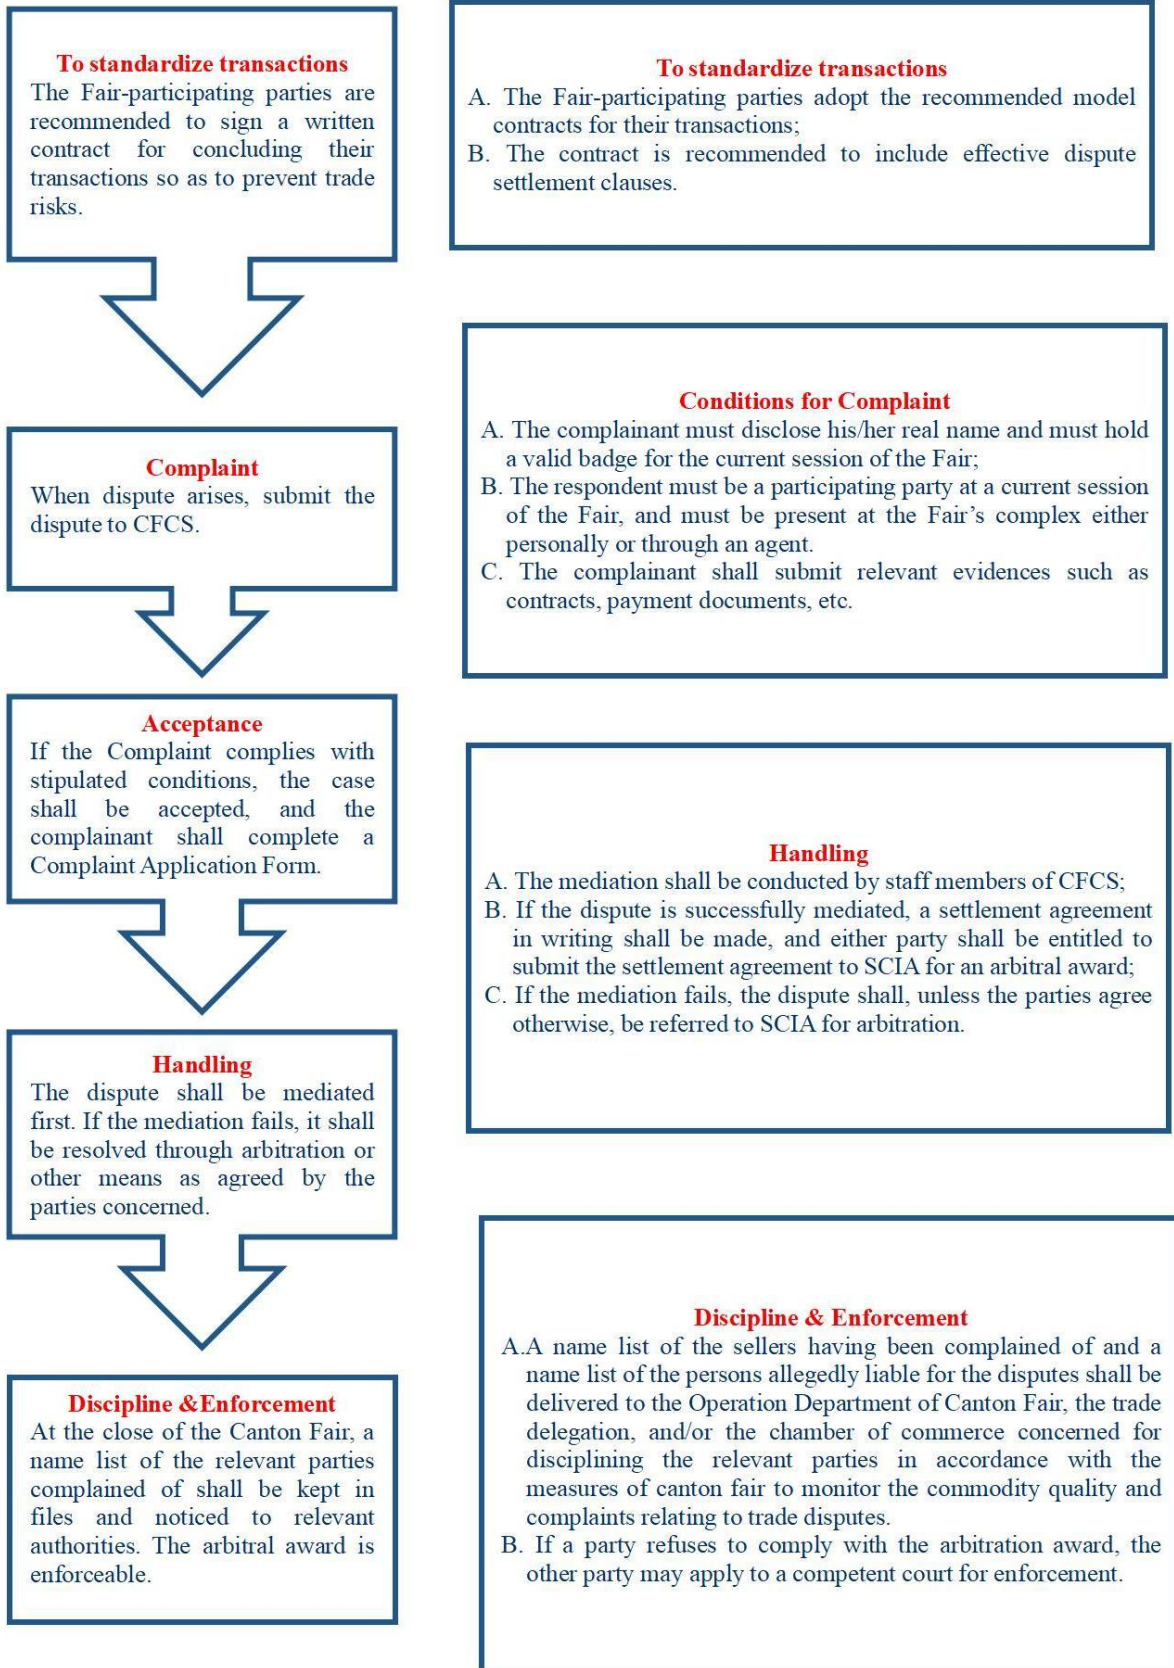 To standardize transactions
The Fair-participating parties are
recommended to sign a written
contract for concluding their
transactions so as to prevent trade
risks.
To standardize transactions
A. The Fair-participating parties adopt the recommended model
contracts for their transactions;
B. The contract is recommended to include effective dispute
settlement clauses.
Complaint
When dispute arises, submit the
dispute to CFCS.
Conditions for Complaint
A. The complainant must disclose his/her real name and must hold
a valid badge for the current session of the Fair;
B. The respondent must be a participating party at a current session
of the Fair, and must be present at the Fair's complex either
personally or through an agent.
C. The complainant shall submit relevant evidences such as
contracts, payment documents, etc.
Acceptance
If the Complaint complies with
stipulated conditions, the case
shall be accepted, and the
complainant shall complete a
Complaint Application Form.
Handling
A. The mediation shall be conducted by staff members of CFCS;
B. If the dispute is successfully mediated, a settlement agreement
in writing shall be made, and either party shall be entitled to
submit the settlement agreement to SCIA for an arbitral award;
C. If the mediation fails, the dispute shall, unless the parties agree
otherwise, be referred to SCIA for arbitration.
Handling
The dispute shall be mediated
first. If the mediation fails, it shall
be resolved through arbitration or
other means as agreed by the
parties concerned.
Discipline & Enforcement
A.A name list of the sellers having been complained of and a
name list of the persons allegedly liable for the disputes shall be
delivered to the Operation Department of Canton Fair, the trade
delegation, and/or the chamber of commerce concerned for
disciplining the relevant parties in accordance with the
measures of canton fair to monitor the commodity quality and
complaints relating to trade disputes.
B. If a party refuses to comply with the arbitration award, the
other party may apply to a competent court for enforcement.
Discipline &Enforcement
At the close of the Canton Fair, a
name list of the relevant parties
complained of shall be kept in
files and noticed to relevant
authorities. The arbitral award is
enforceable.